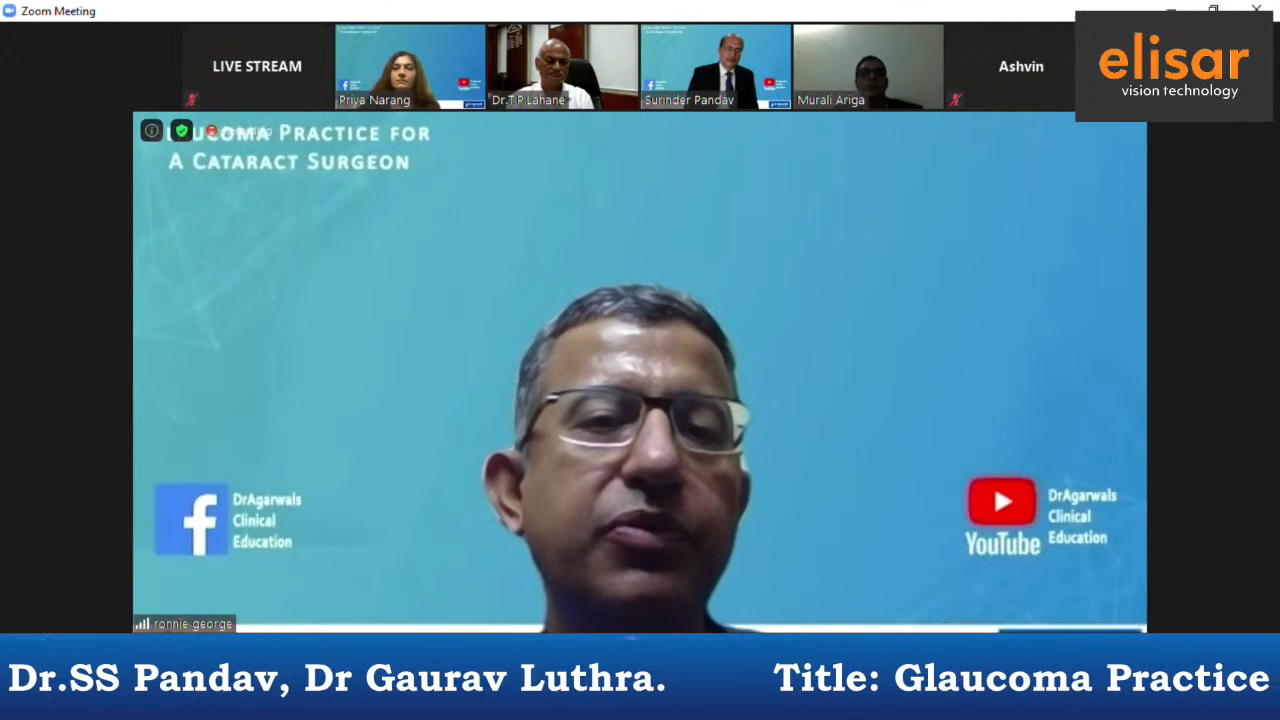 Zoom Meeting
LIVE STREAM
Priya Narang
Dr.T.P.Lahane
Surinder Pandav
Murali Ariga
Ashvin
elisar
vision technology
PRACTICE FOR
A CATARACT SURGEON
DrAgarwals
Clinical
Education
YouTube
DrAgarwals
Clinical
Education
ronnie george
Dr.SS Pandav, Dr Gaurav Luthra.
Title: Glaucoma Practice